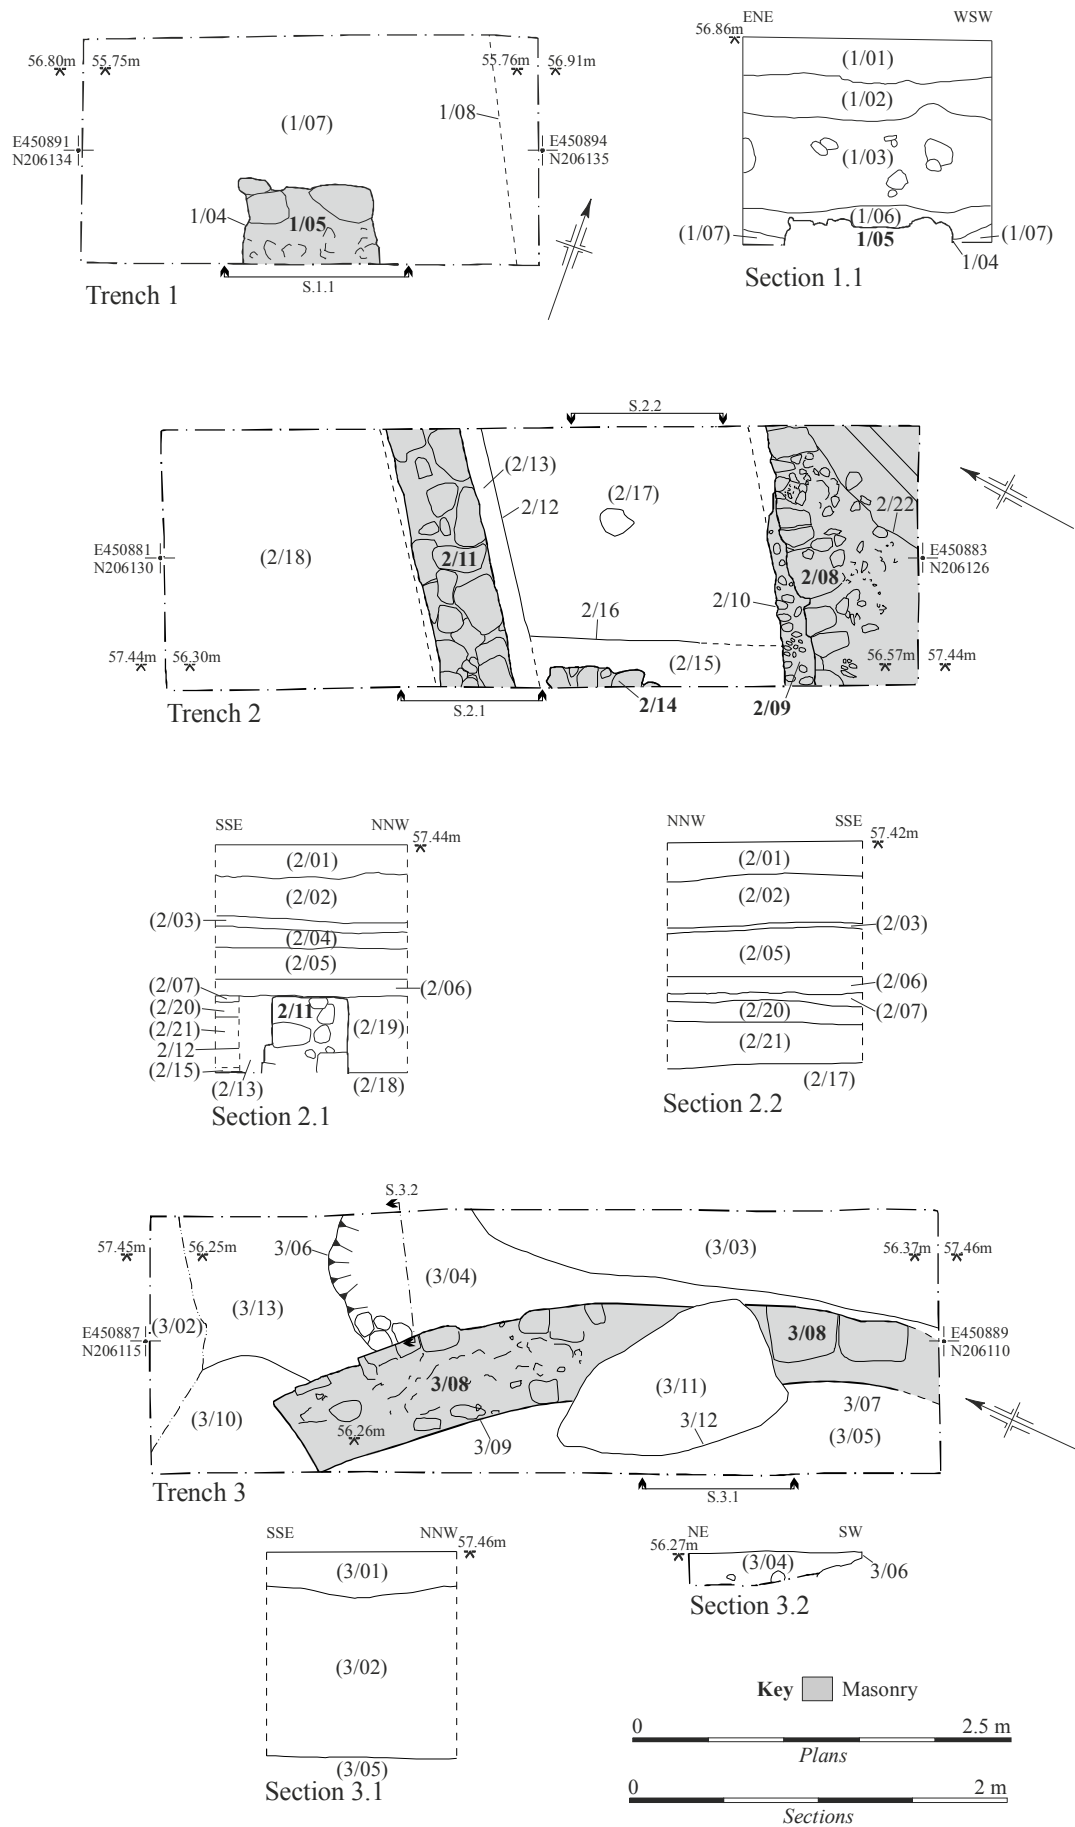 56.80m
55.75m
55.76m
56.91m
1/08
(1/07)
E450891
N206134
E450894
N206135
1/04
1/05
S.1.1
Trench 1
ENE
WSW
56.86m
(1/01)
(1/02)
(1/03)
(1/06)
(1/07)
1/05
(1/07)
1/04
Section 1.1
S.2.2
(2/13)
2/12
(2/17)
2/22
E450881
N206130
(2/18)
2/11
2/08
E450883
N206126
2/10
2/16
57.44m
56.30m
(2/15)
56.57m
57.44m
S.2.1
2/14
2/09
Trench 2
SSE
NNW
57.44m
(2/01)
(2/02)
(2/03)
(2/04)
(2/05)
(2/07)
(2/06)
(2/20)
2/11
(2/21)
(2/19)
2/12
(2/15)
(2/13)
(2/18)
Section 2.1
NNW
SSE
57.42m
(2/01)
(2/02)
(2/03)
(2/05)
(2/06)
(2/07)
(2/20)
(2/21)
(2/17)
Section 2.2
S.3.2
57.45m
56.25m
3/06
(3/03)
56.37m
57.46m
(3/04)
(3/13)
(3/02)
E450887
N206115
3/08
E450889
N206110
3/08
(3/11)
3/07
(3/10)
56.26m
3/09
3/12
(3/05)
Trench 3
S.3.1
SSE
NNW
57.46m
(3/01)
(3/02)
(3/05)
Section 3.1
NE
SW
56.27m
(3/04)
3/06
Section 3.2
Key
Masonry
0
2.5 m
Plans
0
2 m
Sections